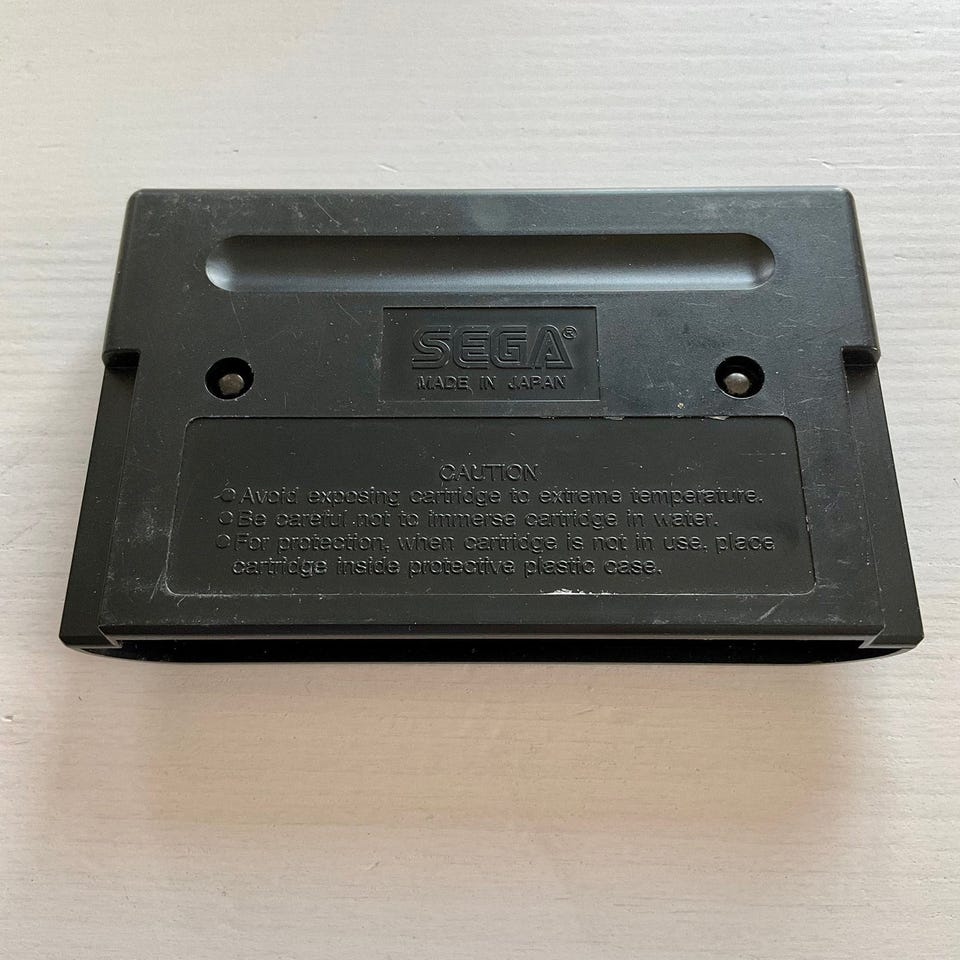 SEGA®
MADE IN JAPAN
CAUTION
○ Avoid exposing cartridge to extreme temperature.
○ Be careful not to immerse cartridge in water.
○ For protection, when cartridge is not in use, place
cartridge inside protective plastic case.